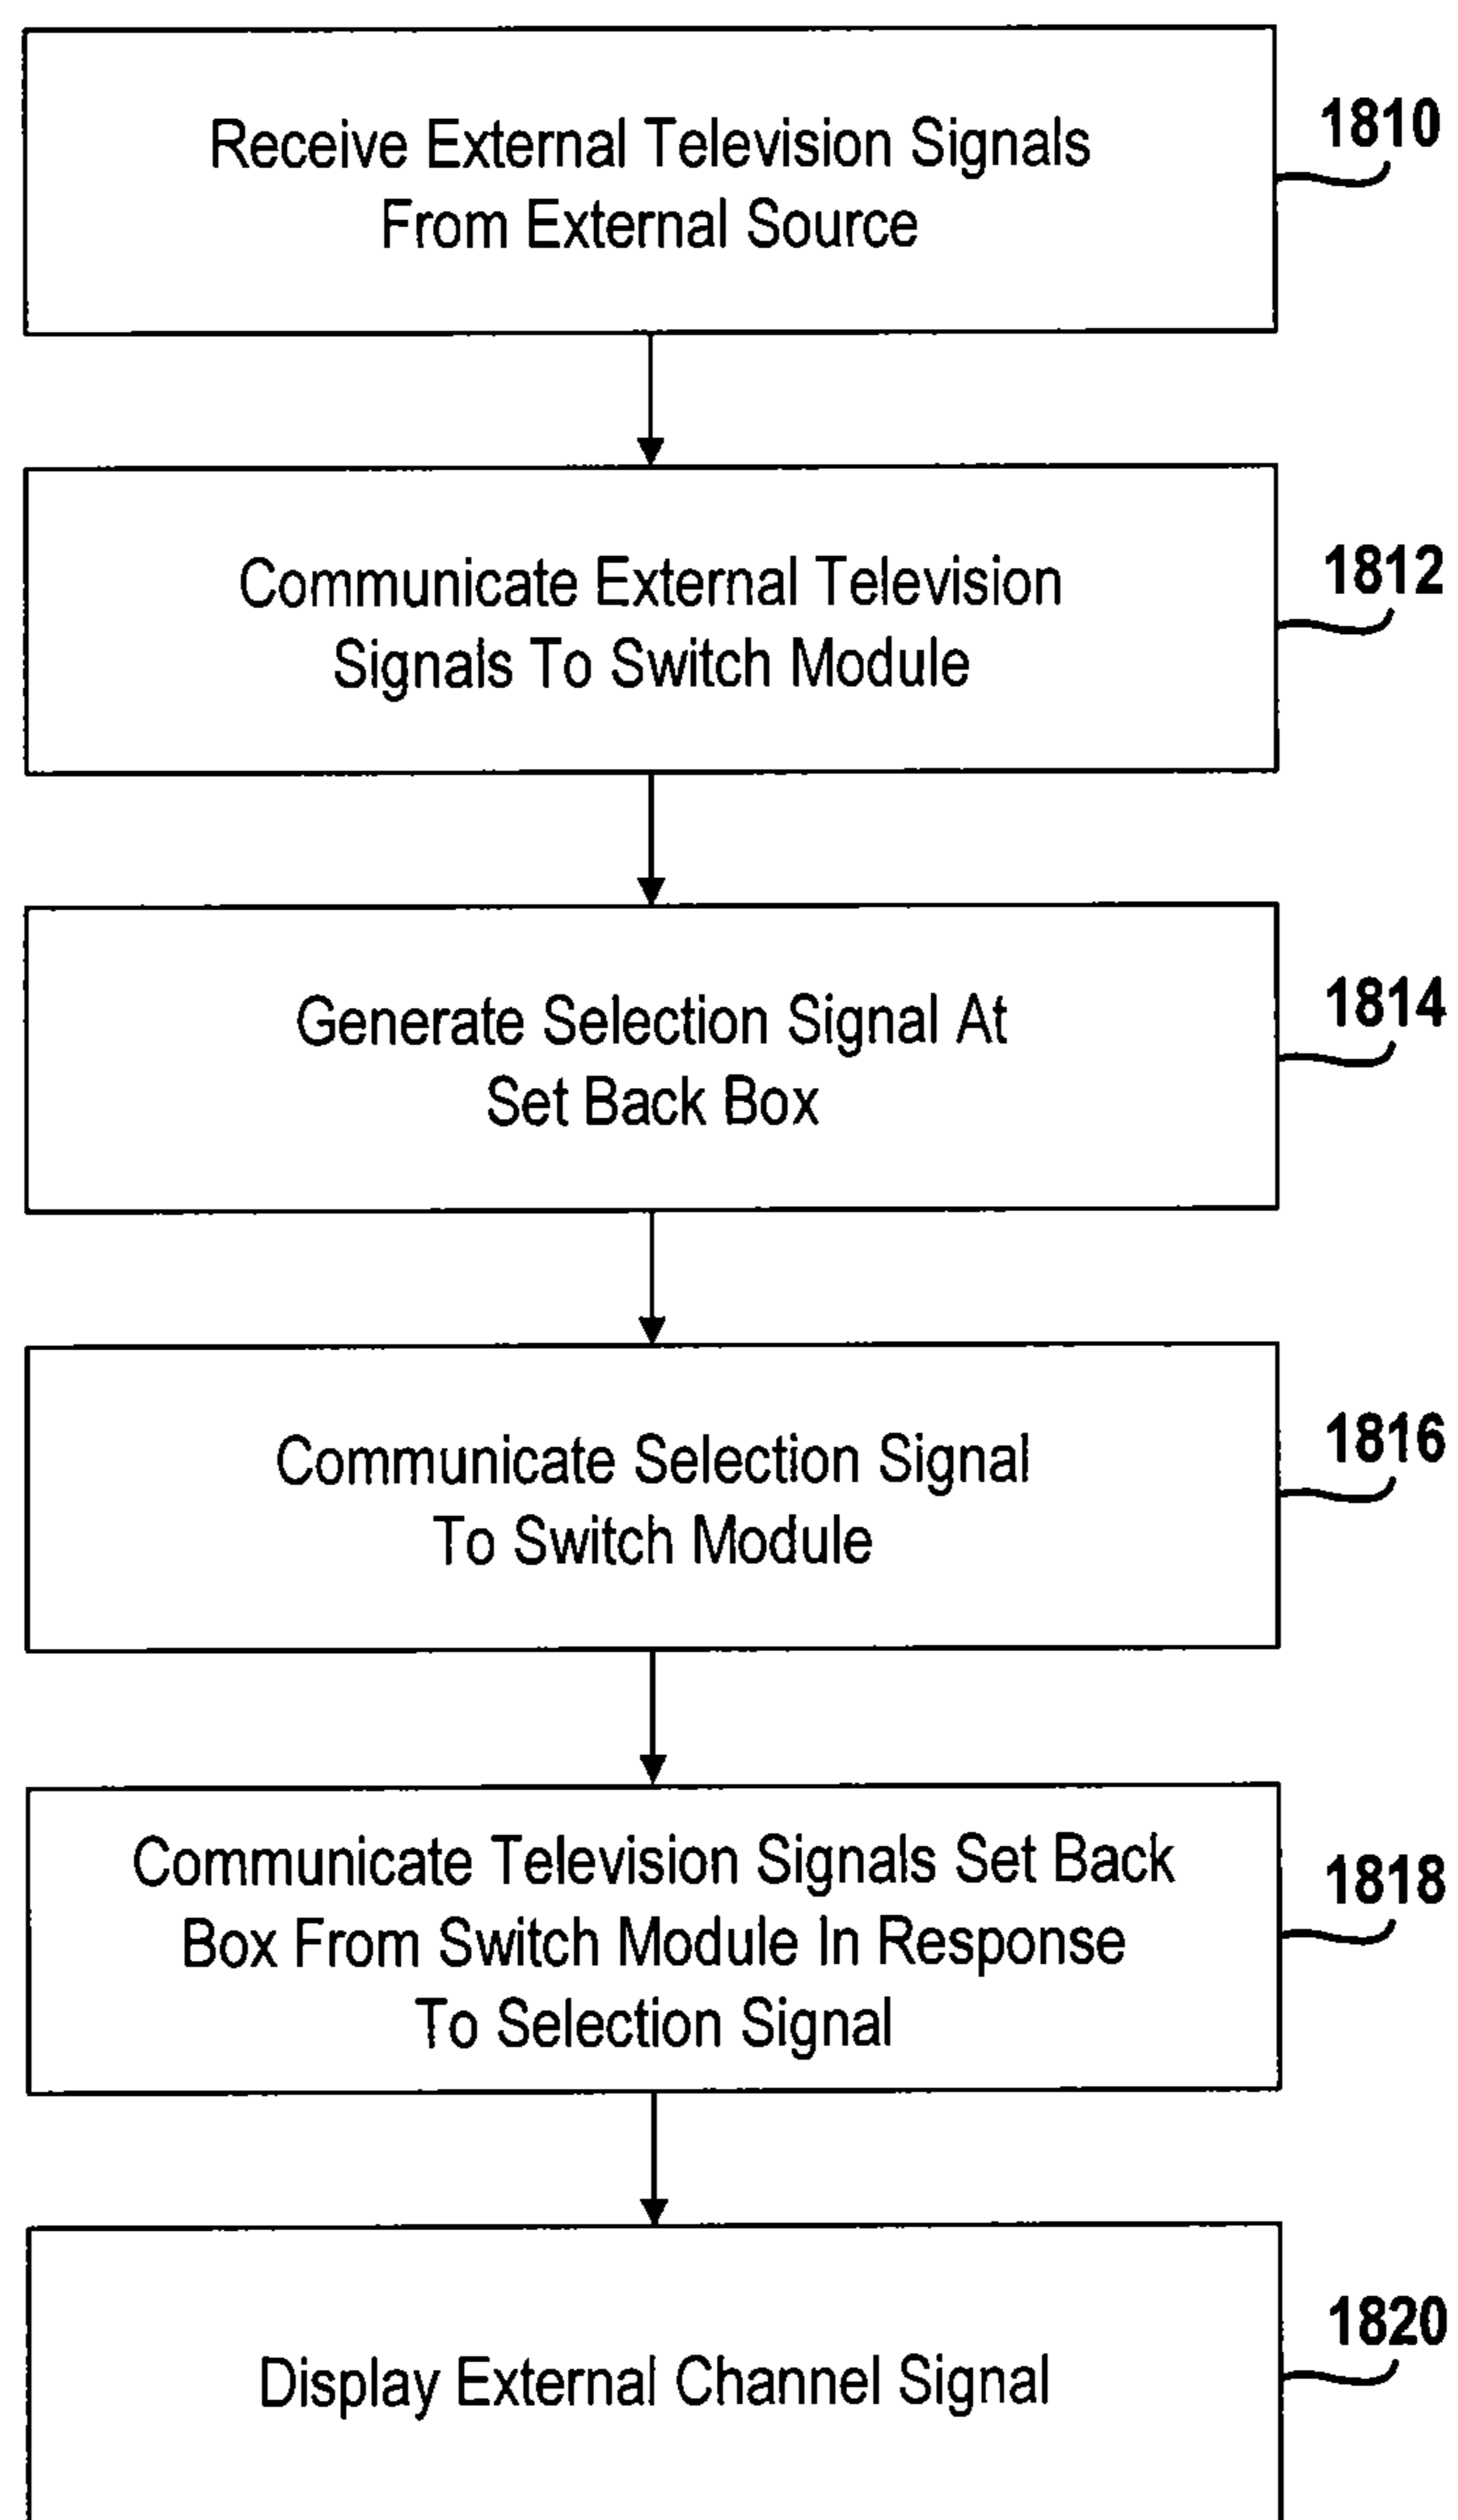 Receive External Television Signals
From External Source
1810
Communicate External Television
Signals To Switch Module
1812
Generate Selection Signal At
Set Back Box
1814
Communicate Selection Signal
To Switch Module
1816
Communicate Television Signals Set Back
Box From Switch Module In Response
To Selection Signal
1818
Display External Channel Signal
1820